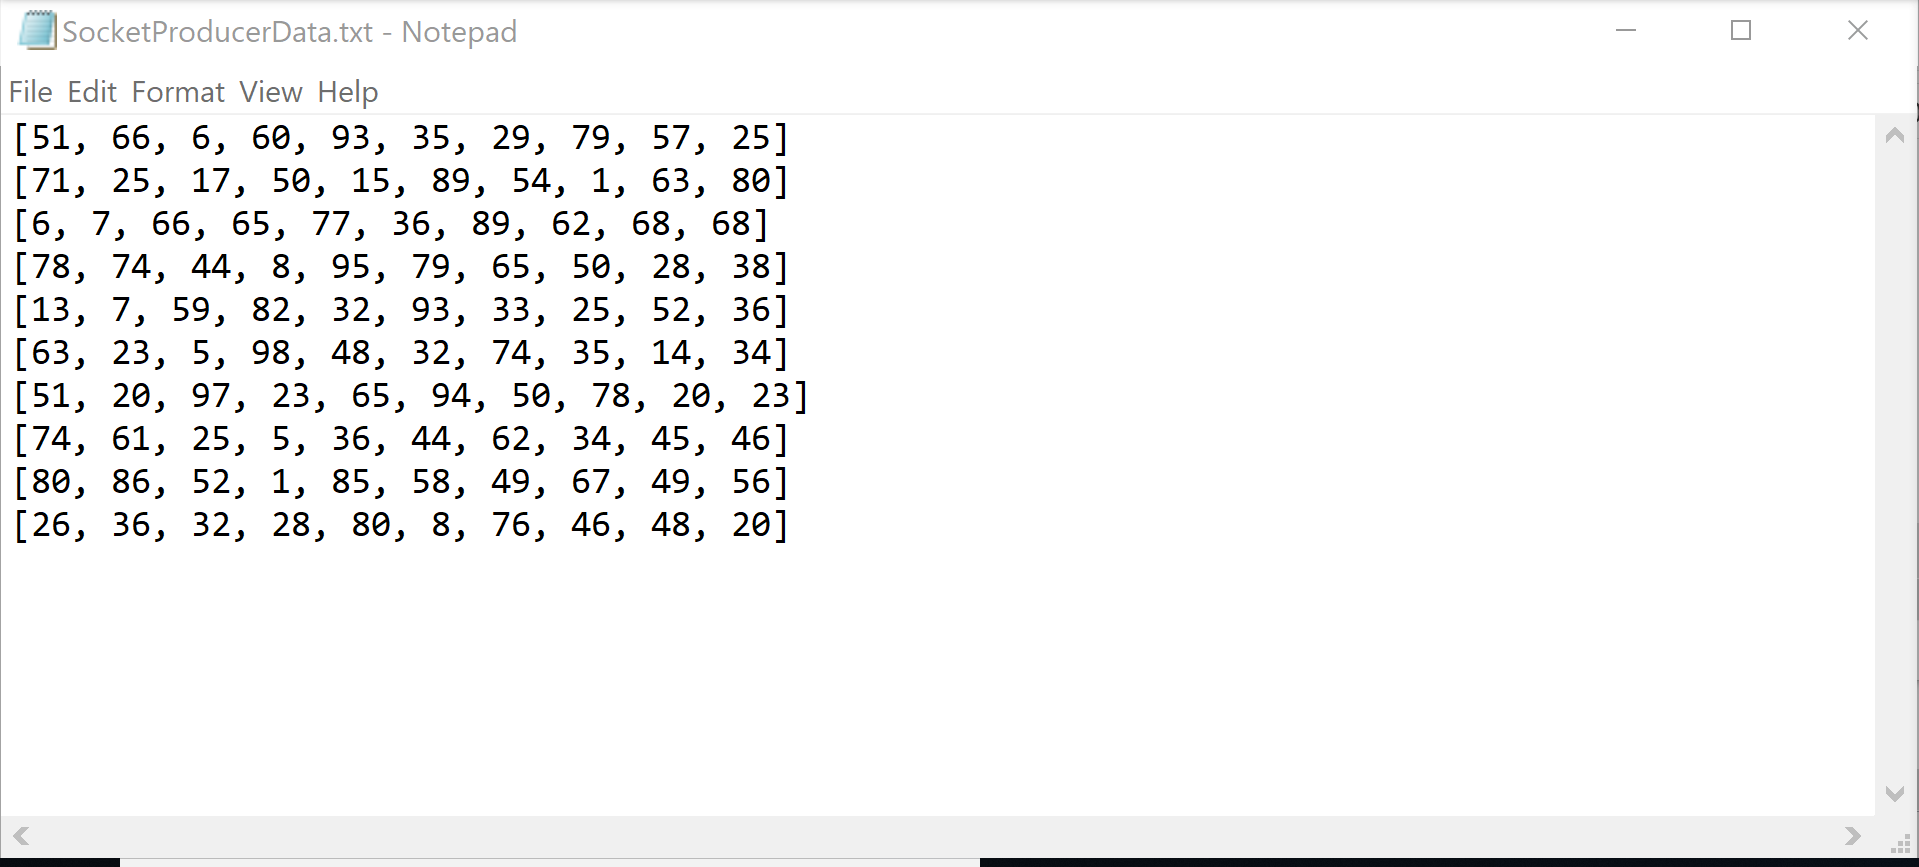 SocketProducerData.txt - Notepad
File Edit Format View Help
[51, 66, 6, 60, 93, 35, 29, 79, 57, 25]
[71, 25, 17, 50, 15, 89, 54, 1, 63, 80]
[6, 7, 66, 65, 77, 36, 89, 62, 68, 68]
[78, 74, 44, 8, 95, 79, 65, 50, 28, 38]
[13, 7, 59, 82, 32, 93, 33, 25, 52, 36]
[63, 23, 5, 98, 48, 32, 74, 35, 14, 34]
[51, 20, 97, 23, 65, 94, 50, 78, 20, 23]
[74, 61, 25, 5, 36, 44, 62, 34, 45, 46]
[80, 86, 52, 1, 85, 58, 49, 67, 49, 56]
[26, 36, 32, 28, 80, 8, 76, 46, 48, 20]